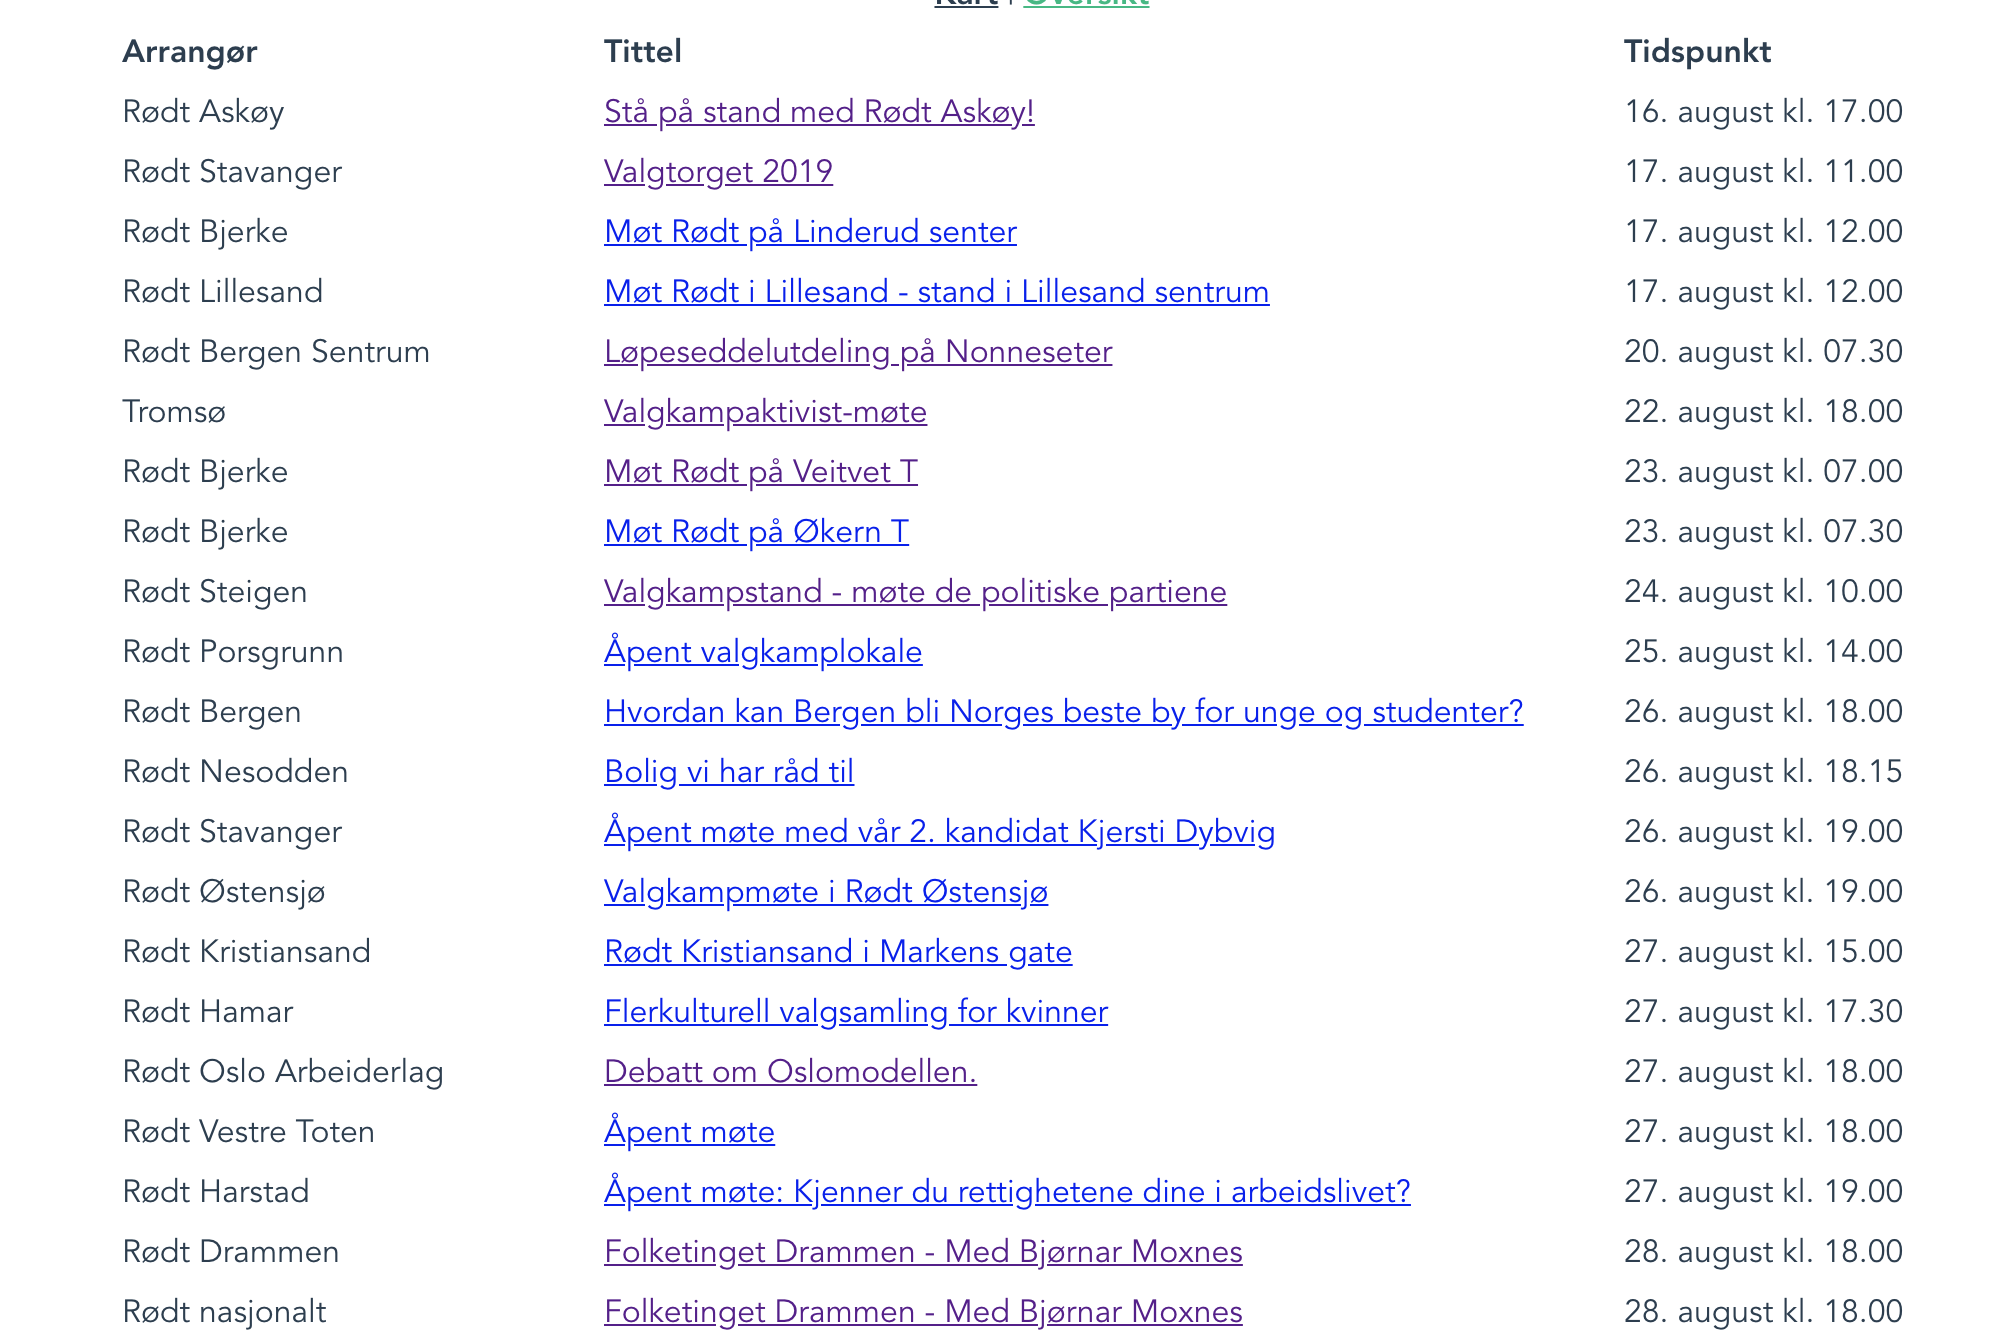 Kart | Oversikt
Arrangør Tittel Tidspunkt
Rødt Askøy Stå på stand med Rødt Askøy! 16. august kl. 17.00
Rødt Stavanger Valgtorget 2019 17. august kl. 11.00
Rødt Bjerke Møt Rødt på Linderud senter 17. august kl. 12.00
Rødt Lillesand Møt Rødt i Lillesand - stand i Lillesand sentrum 17. august kl. 12.00
Rødt Bergen Sentrum Løpeseddelutdeling på Nonneseter 20. august kl. 07.30
Tromsø Valgkampaktivist-møte 22. august kl. 18.00
Rødt Bjerke Møt Rødt på Veitvet T 23. august kl. 07.00
Rødt Bjerke Møt Rødt på Økern T 23. august kl. 07.30
Rødt Steigen Valgkampstand - møte de politiske partiene 24. august kl. 10.00
Rødt Porsgrunn Åpent valgkamplokale 25. august kl. 14.00
Rødt Bergen Hvordan kan Bergen bli Norges beste by for unge og studenter? 26. august kl. 18.00
Rødt Nesodden Bolig vi har råd til 26. august kl. 18.15
Rødt Stavanger Åpent møte med vår 2. kandidat Kjersti Dybvig 26. august kl. 19.00
Rødt Østensjø Valgkampmøte i Rødt Østensjø 26. august kl. 19.00
Rødt Kristiansand Rødt Kristiansand i Markens gate 27. august kl. 15.00
Rødt Hamar Flerkulturell valgsamling for kvinner 27. august kl. 17.30
Rødt Oslo Arbeiderlag Debatt om Oslomodellen. 27. august kl. 18.00
Rødt Vestre Toten Åpent møte 27. august kl. 18.00
Rødt Harstad Åpent møte: Kjenner du rettighetene dine i arbeidslivet? 27. august kl. 19.00
Rødt Drammen Folketinget Drammen - Med Bjørnar Moxnes 28. august kl. 18.00
Rødt nasjonalt Folketinget Drammen - Med Bjørnar Moxnes 28. august kl. 18.00